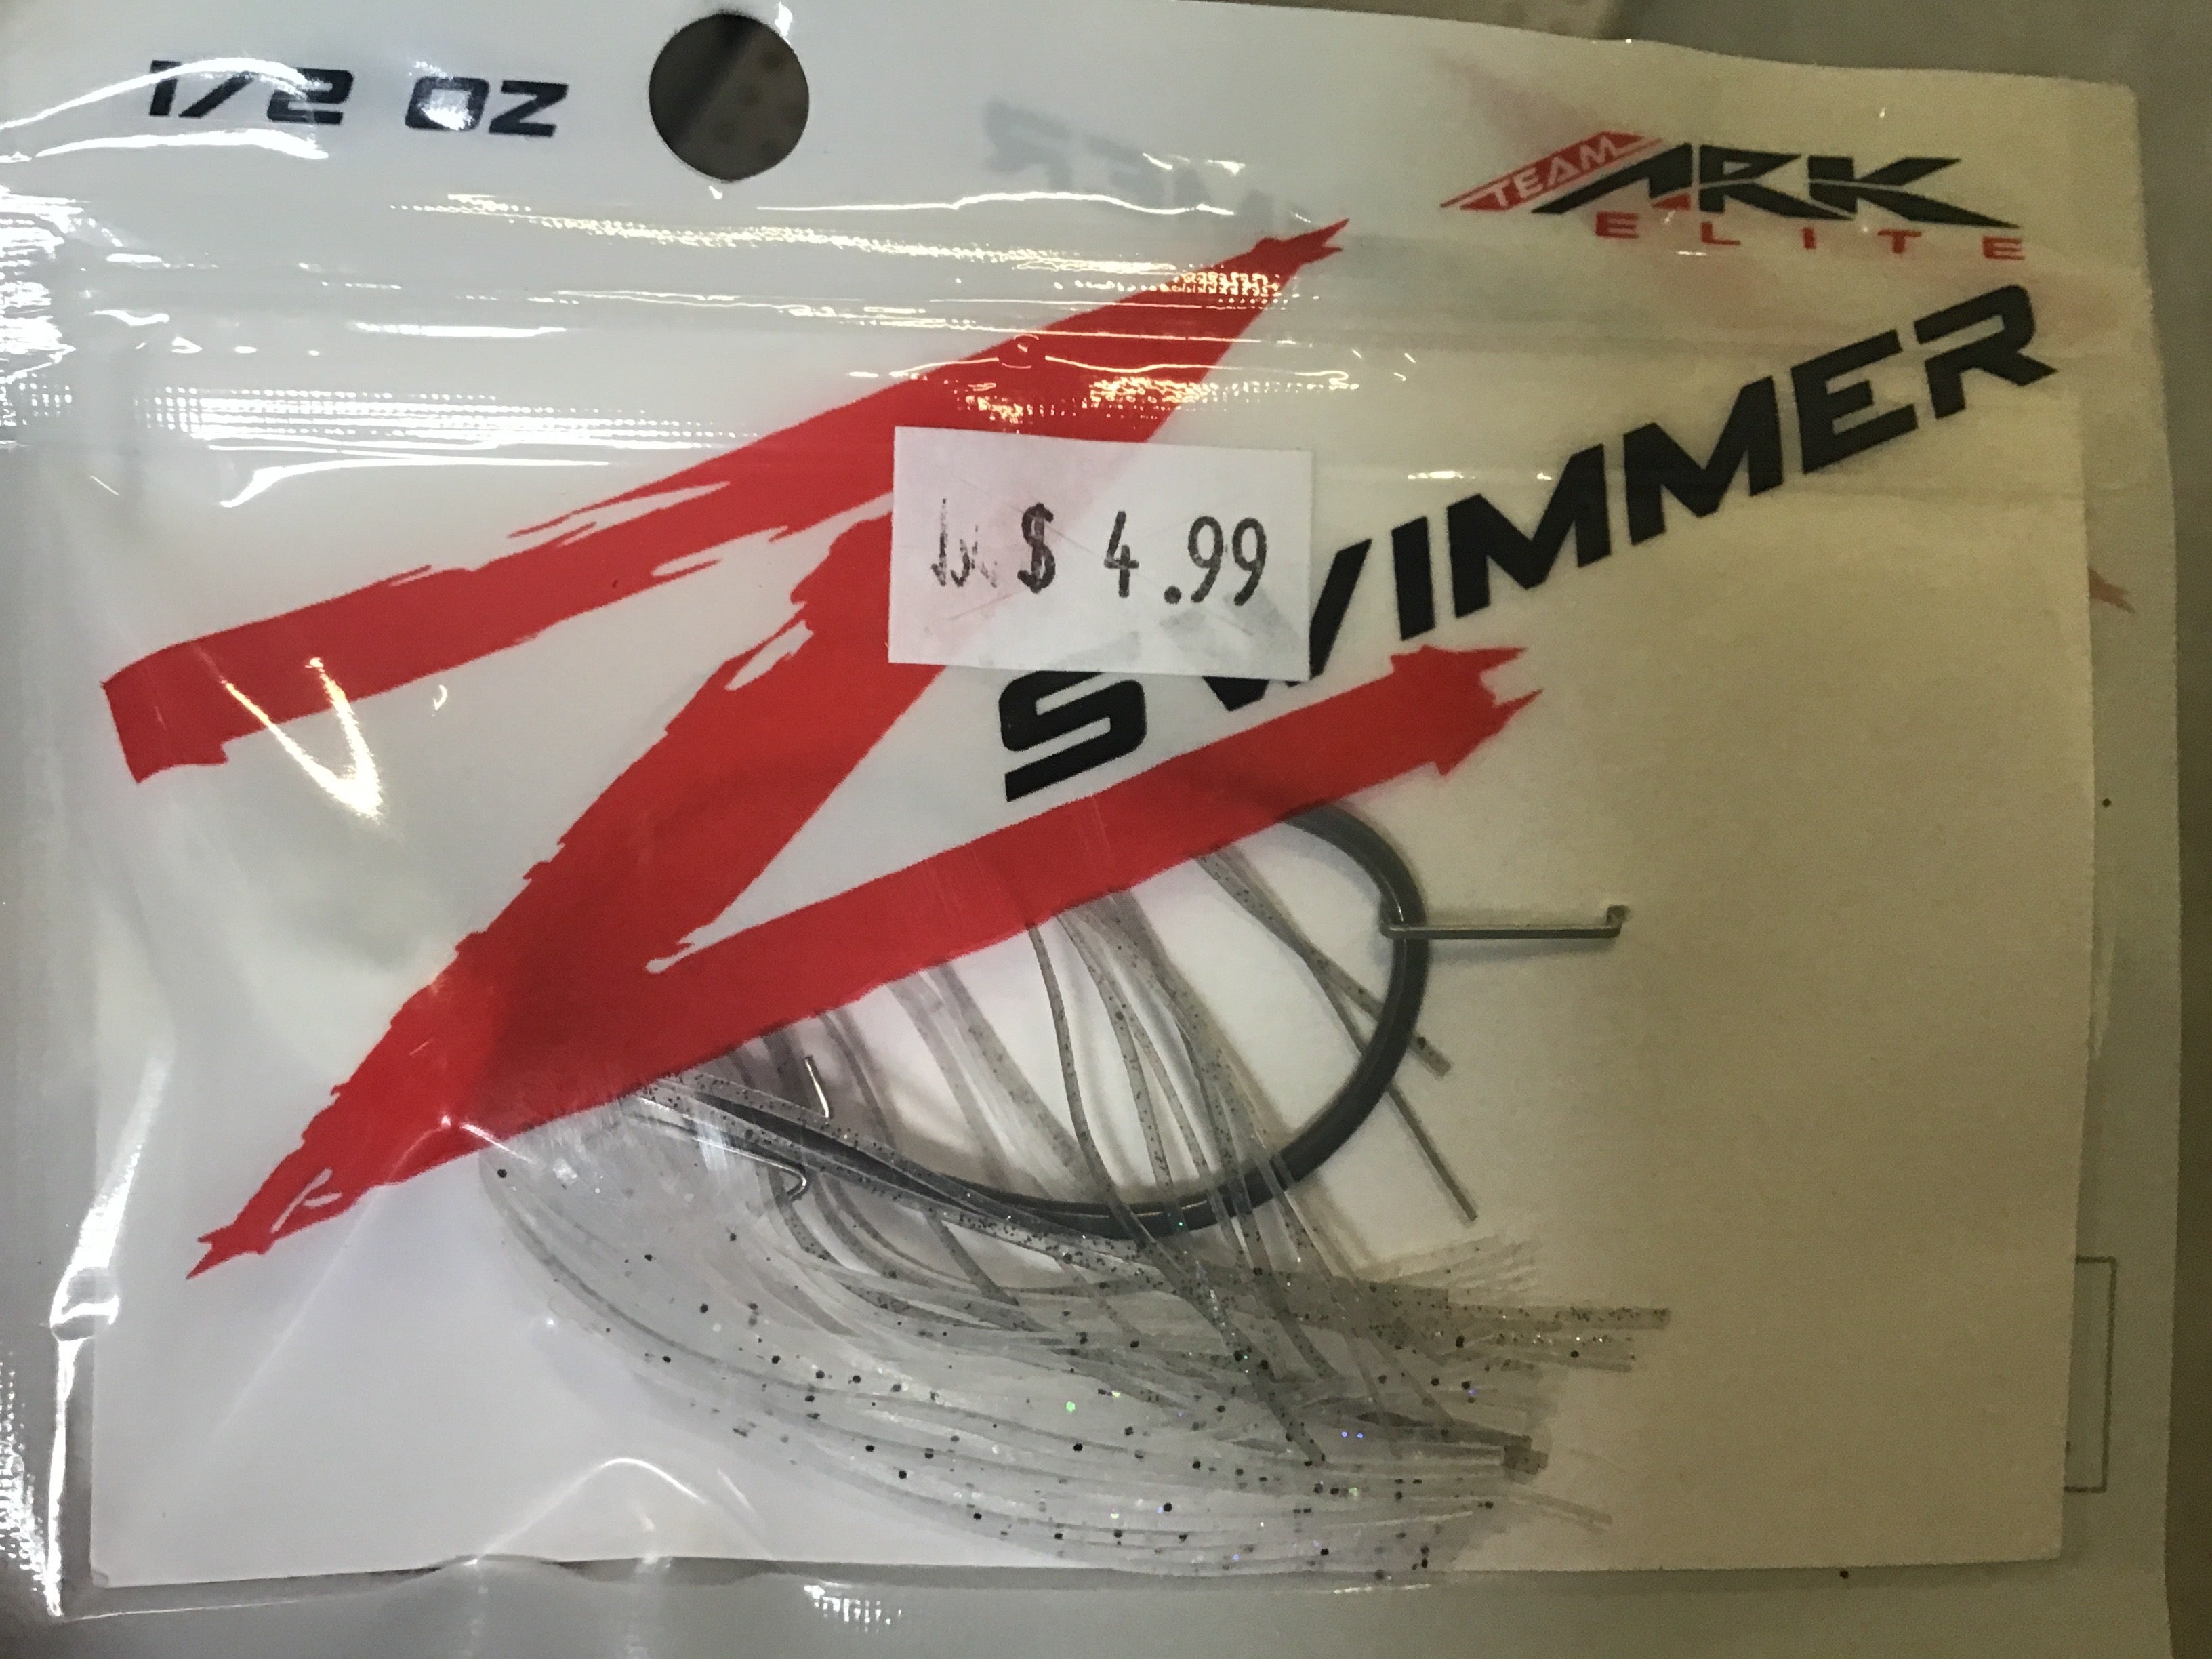 1/2 OZ
TEAM ARK
ELITE
Z SWIMMER
$ 4.99